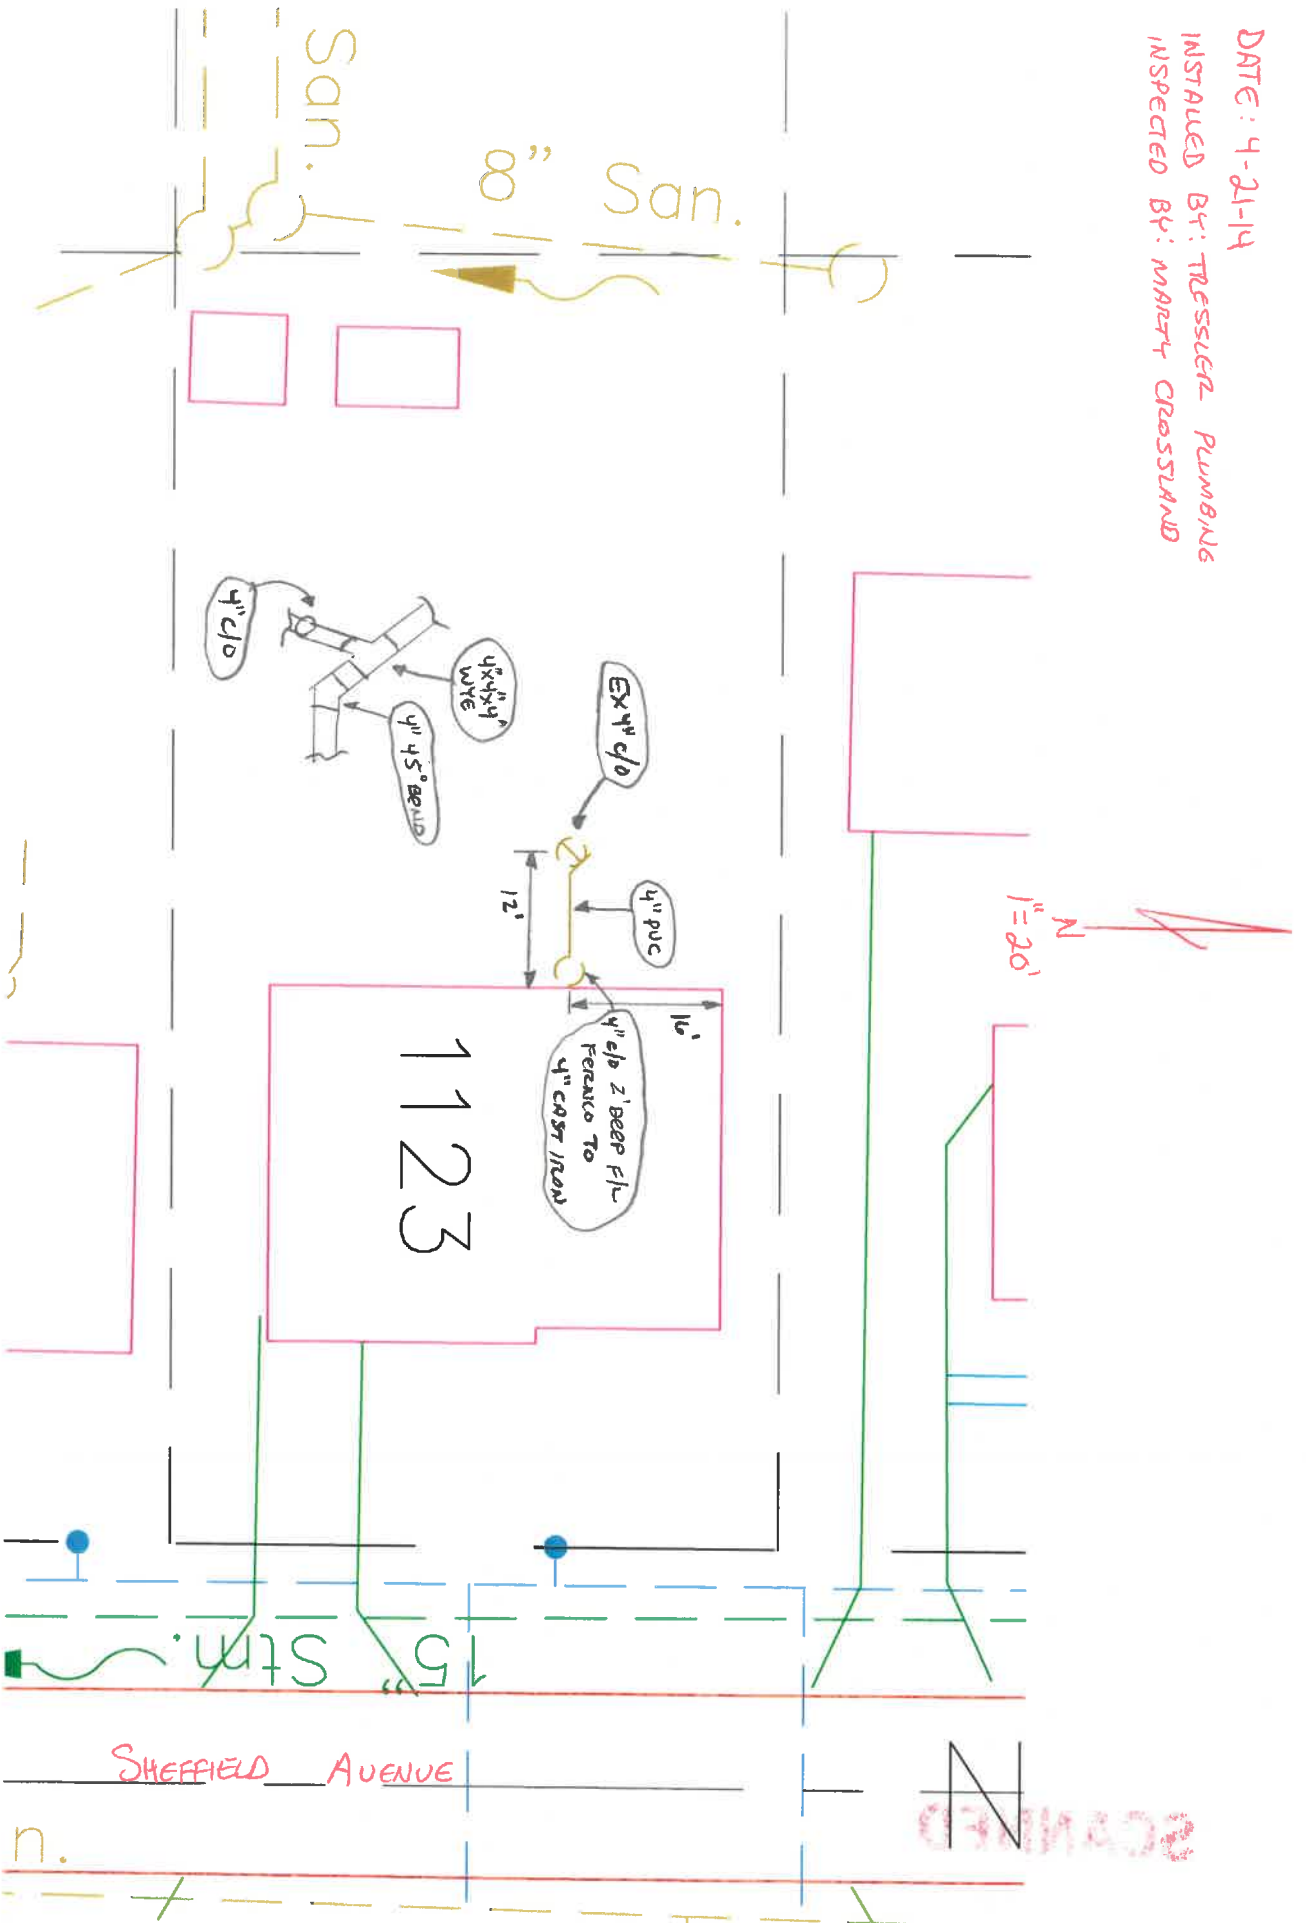 DATE: 4-21-14
INSTALLED BY: TRESSLER PLUMBING
INSPECTED BY: MARTY CROSSLAND
San.
8" San.
N
1"=20'
4" c/o
4"x4"x4"
WYE
4" 45° BEND
EX 4" c/o
4" PVC
12'
16'
4" c/o 2' DEEP F/L
FERNCO TO
4" CAST IRON
1123
15" Stm.
SHEFFIELD AVENUE
N
n.
SCANNED